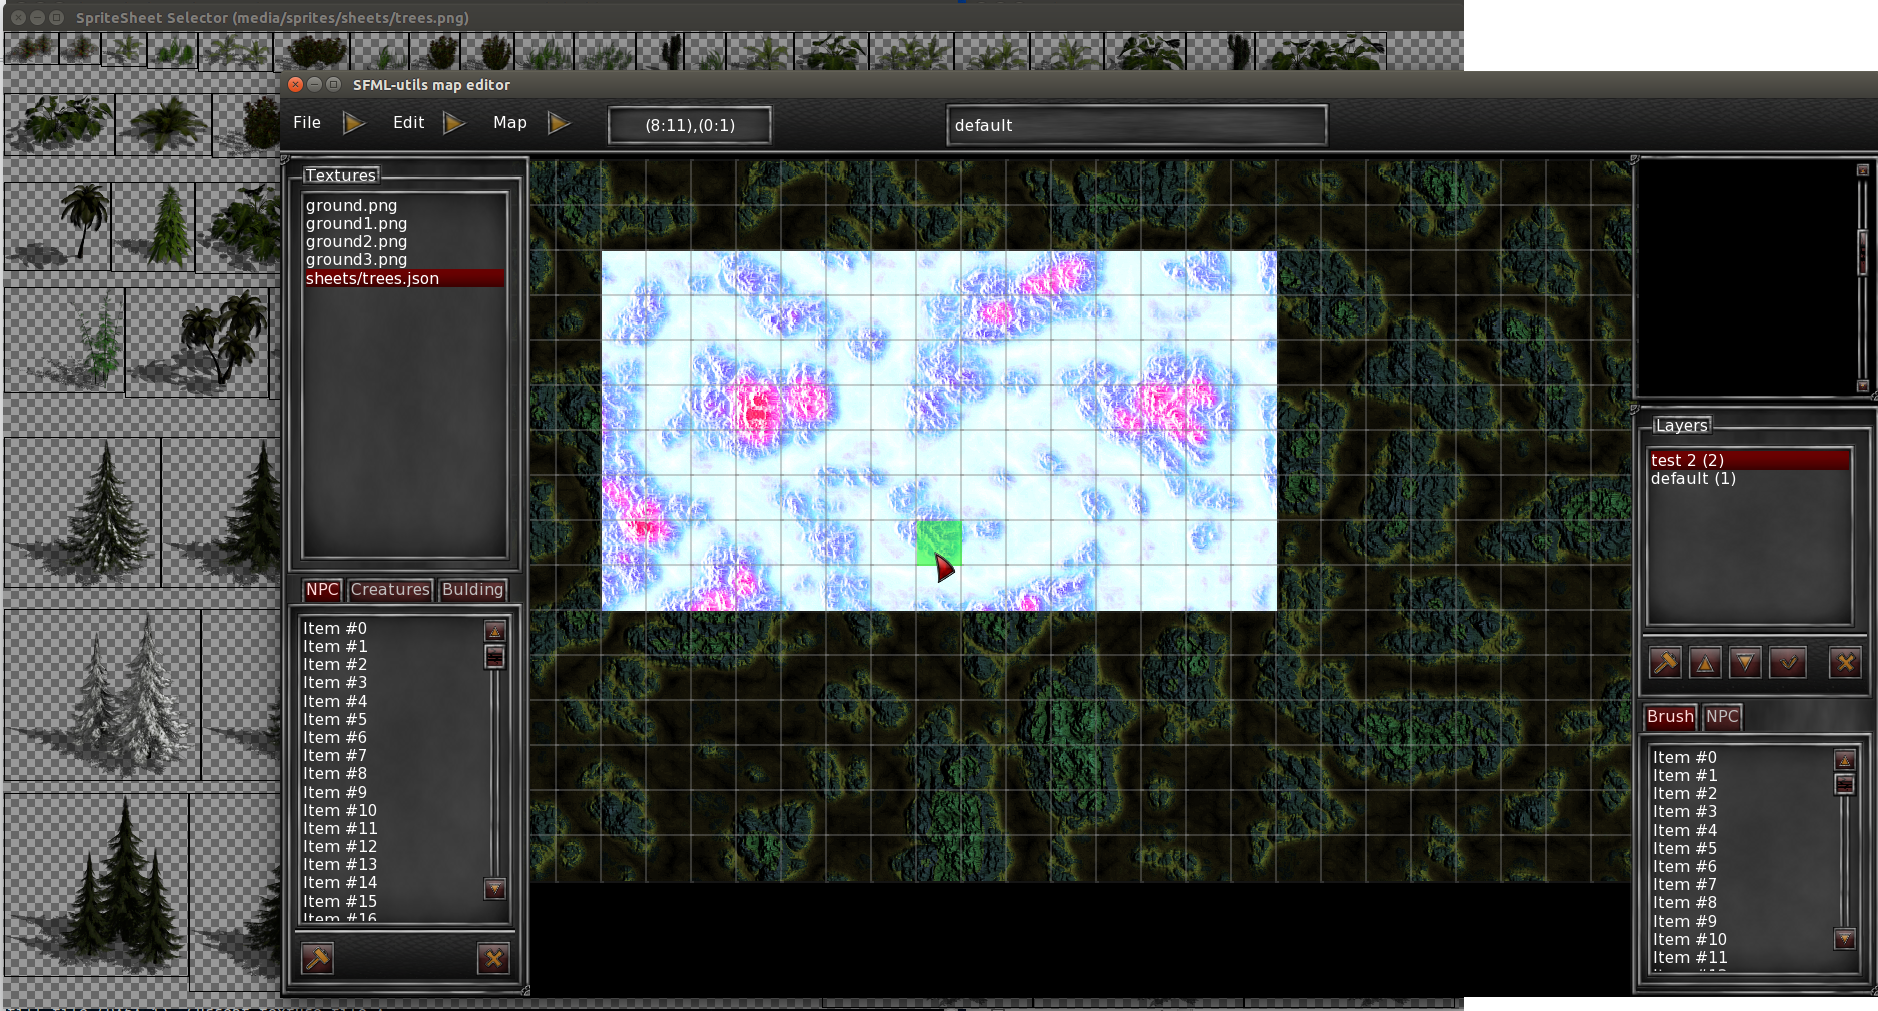 SpriteSheet Selector (media/sprites/sheets/trees.png)
SFML-utils map editor
File
Edit
Map
(8:11),(0:1)
default
Textures
ground.png
ground1.png
ground2.png
ground3.png
sheets/trees.json
NPC
Creatures
Bulding
Item #0
Item #1
Item #2
Item #3
Item #4
Item #5
Item #6
Item #7
Item #8
Item #9
Item #10
Item #11
Item #12
Item #13
Item #14
Item #15
Item #16
Layers
test 2 (2)
default (1)
Brush
NPC
Item #0
Item #1
Item #2
Item #3
Item #4
Item #5
Item #6
Item #7
Item #8
Item #9
Item #10
Item #11